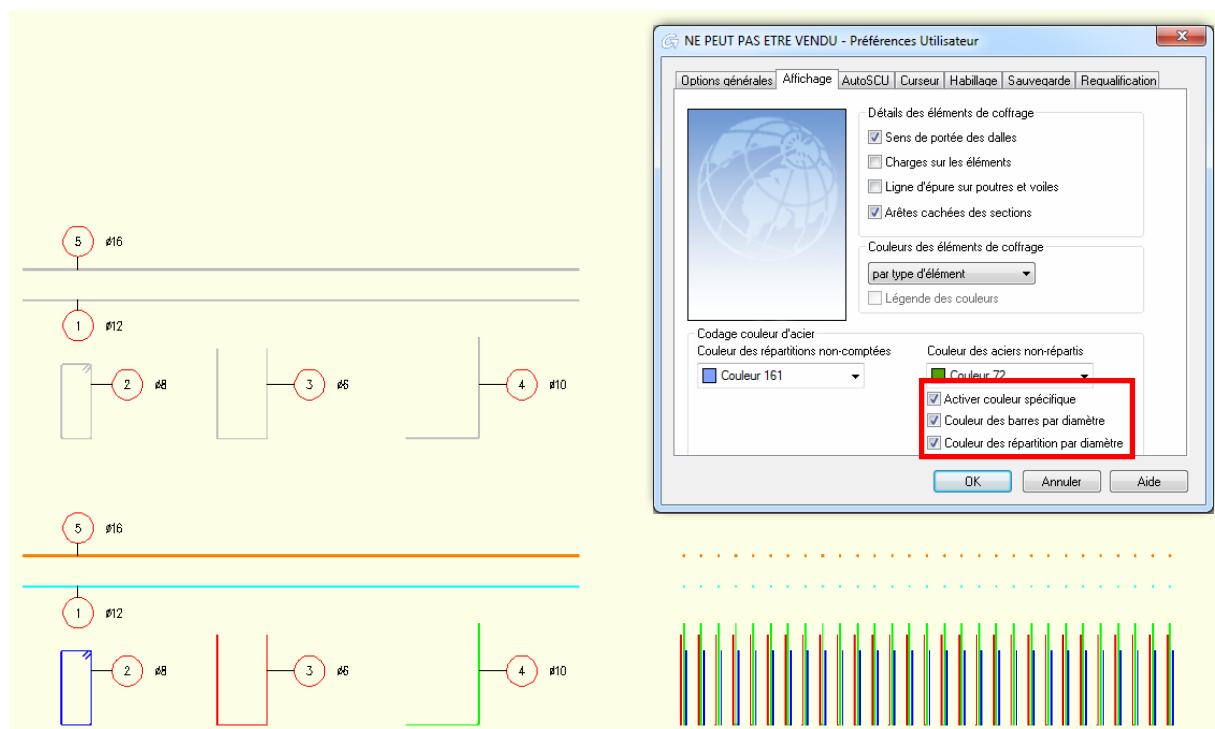 NE PEUT PAS ETRE VENDU - Préférences Utilisateur
Options générales Affichage AutoSCU Curseur Habillage Sauvegarde Requalification
Détails des éléments de coffrage
Sens de portée des dalles
Charges sur les éléments
Ligne d'épure sur poutres et voiles
Arêtes cachées des sections
Couleurs des éléments de coffrage
par type d'élément
Légende des couleurs
Codage couleur d'acier
Couleur des répartitions non-comptées
Couleur 161
Couleur des aciers non-répartis
Couleur 72
Activer couleur spécifique
Couleur des barres par diamètre
Couleur des répartition par diamètre
OK Annuler Aide
5 ø16
1 ø12
2 ø8 3 ø6 4 ø10
5 ø16
1 ø12
2 ø8 3 ø6 4 ø10